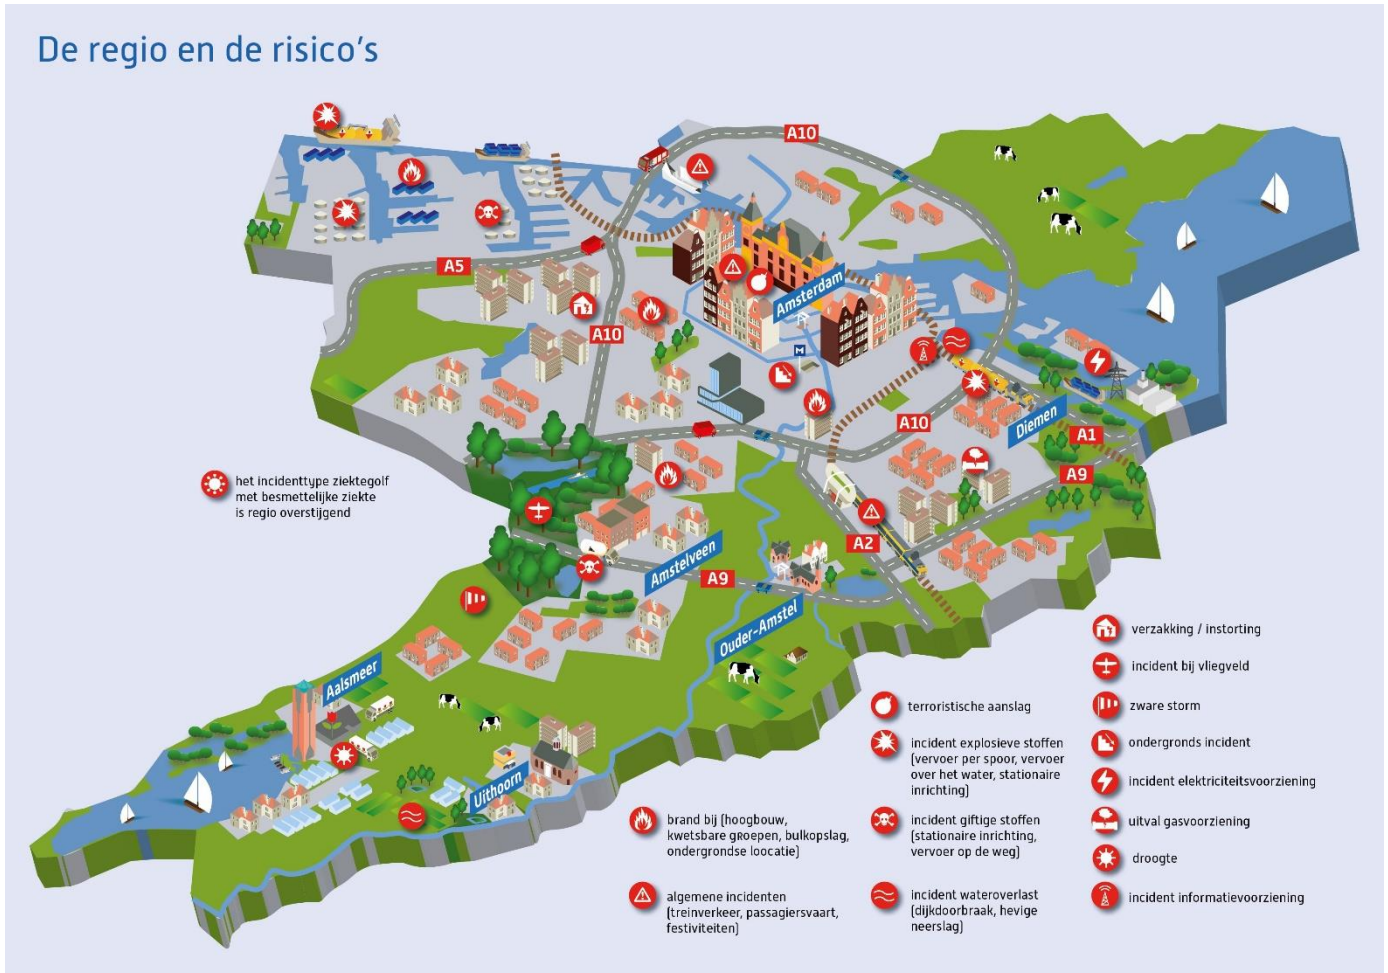 De regio en de risico's
A10
A5
Amsterdam
A10
M
A10
Diemen
A1
A9
het incidenttype ziektegolf
met besmettelijke ziekte
is regio overstijgend
A2
Amstelveen
A9
Ouder-Amstel
Aalsmeer
Uithoorn
brand bij (hoogbouw,
kwetsbare gRoepen, bulkopslag,
ondergrondse loocatie)
algemene incidenten
(treinverkeer, passagiersvaart,
festiviteiten)
terroristische aanslag
incident explosieve stoffen
(vervoer per spoor, vervoer
over het water, stationaire
inrichting)
incident giftige stoffen
(stationaire inrichting,
vervoer op de weg)
incident wateroverlast
(dijkdoorbraak, hevige
neerslag)
verzakking / instorting
incident bij vliegveld
zware storm
ondergronds incident
incident elektriciteitsvoorziening
uitval gasvoorziening
droogte
incident informatievoorziening